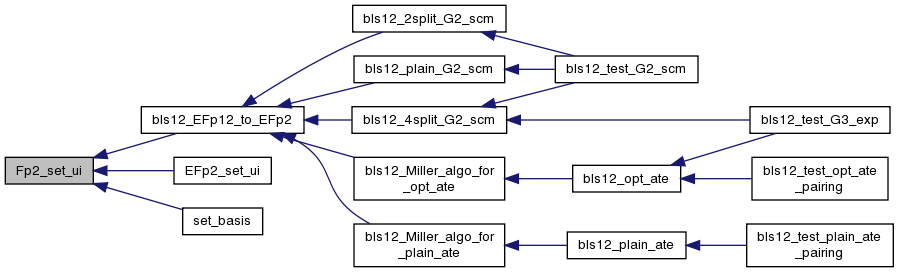 Fp2_set_ui
bls12_EFp12_to_EFp2
EFp2_set_ui
set_basis
bls12_2split_G2_scm
bls12_plain_G2_scm
bls12_4split_G2_scm
bls12_Miller_algo_for
_opt_ate
bls12_Miller_algo_for
_plain_ate
bls12_test_G2_scm
bls12_opt_ate
bls12_plain_ate
bls12_test_G3_exp
bls12_test_opt_ate
_pairing
bls12_test_plain_ate
_pairing